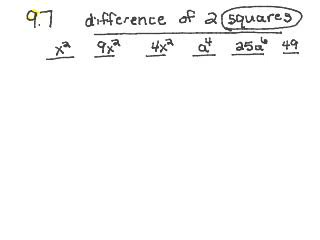 9.7 difference of 2 squares
x² 9x² 4x² a⁴ 25a⁶ 49